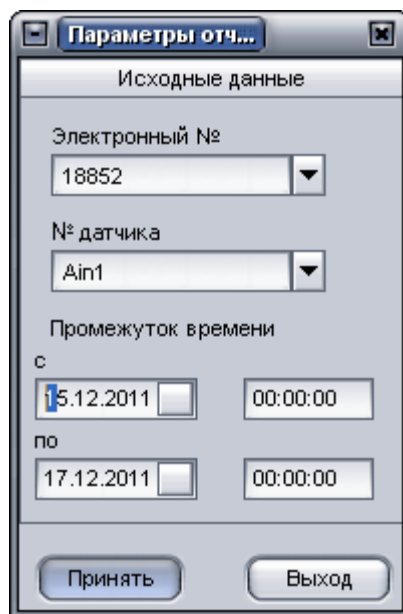 Параметры отч...
Исходные данные
Электронный №
18852
№ датчика
Ain1
Промежуток времени
с
15.12.2011 00:00:00
по
17.12.2011 00:00:00
Принять Выход